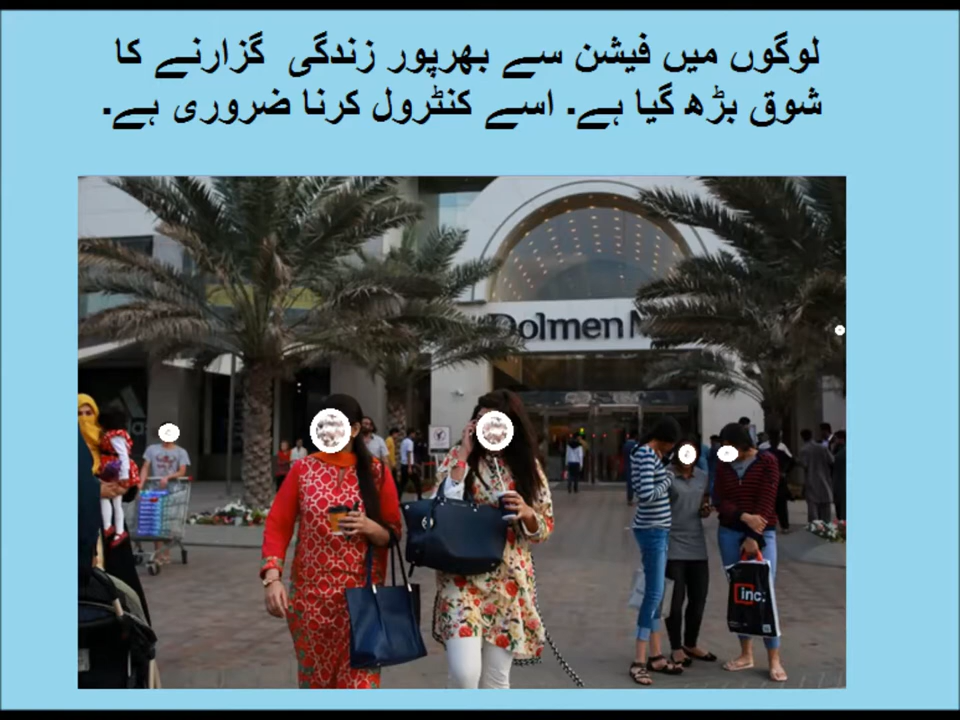 لوگوں میں فیشن سے بھرپور زندگی گزارنے کا
شوق بڑھ گیا ہے۔ اسے کنٹرول کرنا ضروری ہے۔
Dolmen M
inc.